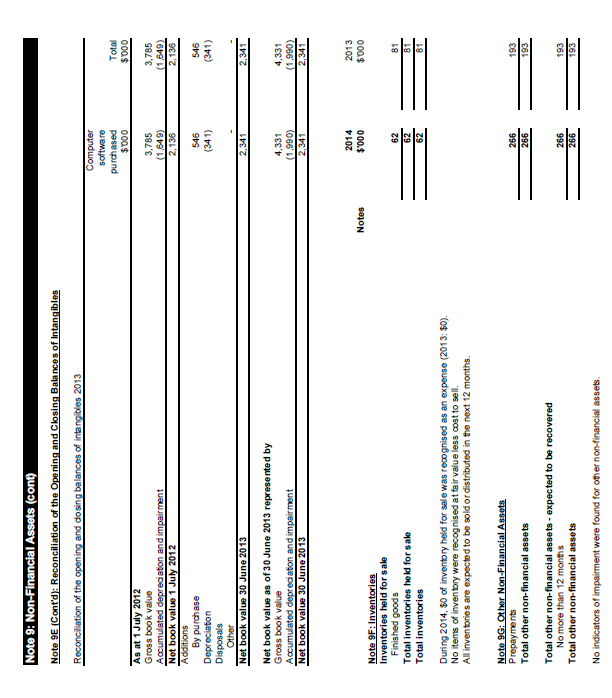 Note 9: Non-Financial Assets (cont)
Note 9E (Cont'd): Reconciliation of the Opening and Closing Balances of Intangibles
Reconciliation of the opening and closing balances of intangibles 2013
Computer
software
purchased Total
$'000 $'000
As at 1 July 2012
Gross book value 3,785 3,785
Accumulated depreciation and impairment (1,649) (1,649)
Net book value 1 July 2012 2,136 2,136
Additions
By purchase 546 546
Depreciation (341) (341)
Disposals
Other - -
Net book value 30 June 2013 2,341 2,341
Net book value as of 30 June 2013 represented by
Gross book value 4,331 4,331
Accumulated depreciation and impairment (1,990) (1,990)
Net book value 30 June 2013 2,341 2,341
2014 2013
Notes $'000 $'000
Note 9F: Inventories
Inventories held for sale
Finished goods 62 81
Total inventories held for sale 62 81
Total inventories 62 81
During 2014, $0 of inventory held for sale was recognised as an expense (2013: $0).
No items of inventory were recognised at fair value less cost to sell.
All inventories are expected to be sold or distributed in the next 12 months.
Note 9G: Other Non-Financial Assets
Prepayments 266 193
Total other non-financial assets 266 193
Total other non-financial assets - expected to be recovered
No more than 12 months 266 193
Total other non-financial assets 266 193
No indicators of impairment were found for other non-financial assets.